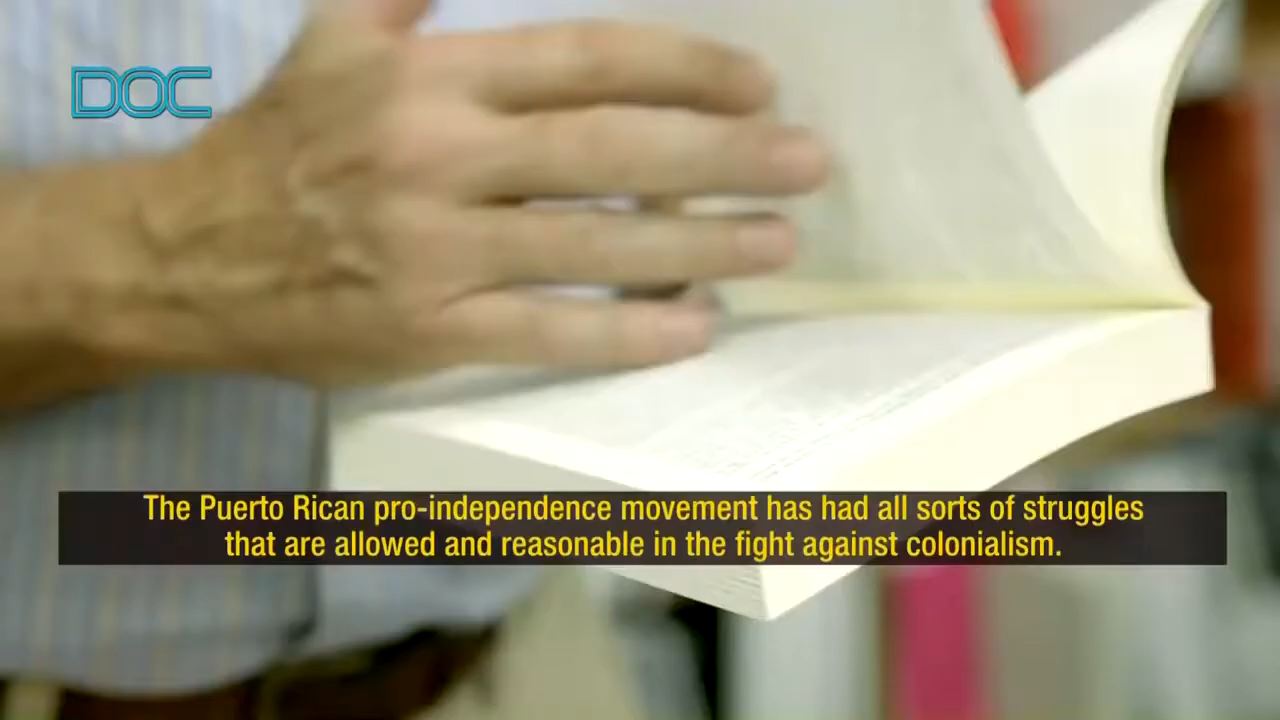 DOC
The Puerto Rican pro-independence movement has had all sorts of struggles
that are allowed and reasonable in the fight against colonialism.